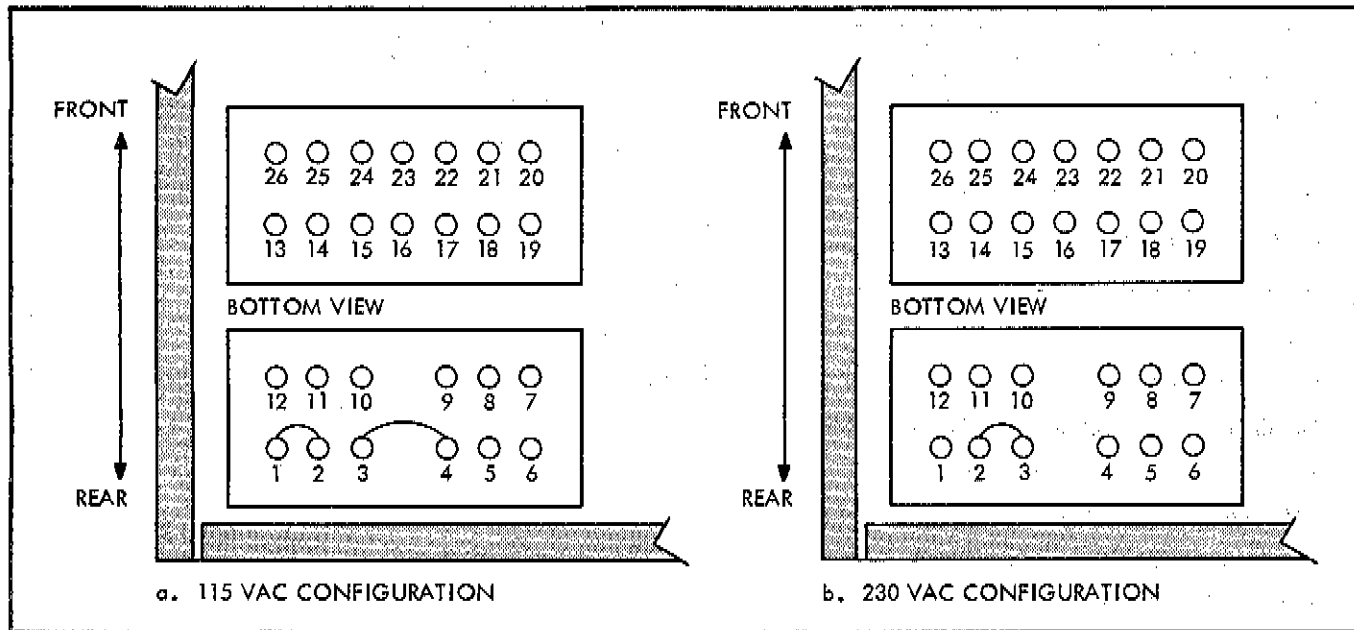 FRONT
26 25 24 23 22 21 20
13 14 15 16 17 18 19
BOTTOM VIEW
12 11 10 9 8 7
1 2 3 4 5 6
REAR
a. 115 VAC CONFIGURATION
FRONT
26 25 24 23 22 21 20
13 14 15 16 17 18 19
BOTTOM VIEW
12 11 10 9 8 7
1 2 3 4 5 6
REAR
b. 230 VAC CONFIGURATION